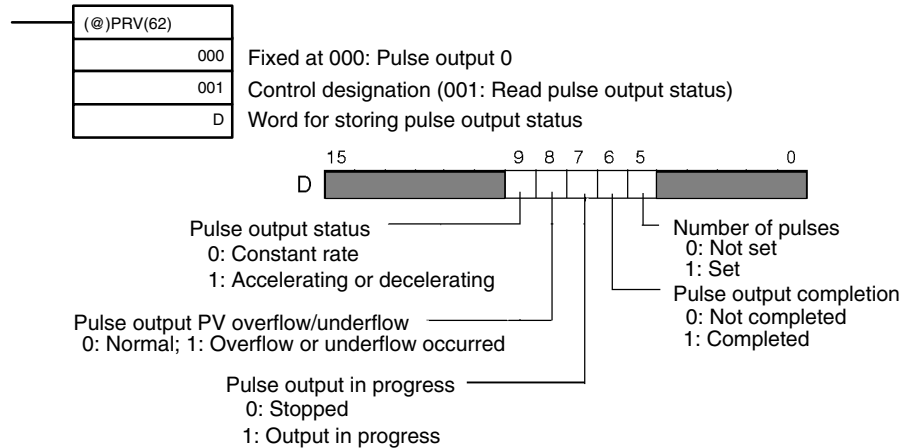 (@)PRV(62)
000 Fixed at 000: Pulse output 0
001 Control designation (001: Read pulse output status)
D Word for storing pulse output status
15 9 8 7 6 5 0
D
Pulse output status
0: Constant rate
1: Accelerating or decelerating
Number of pulses
0: Not set
1: Set
Pulse output completion
0: Not completed
1: Completed
Pulse output PV overflow/underflow
0: Normal; 1: Overflow or underflow occurred
Pulse output in progress
0: Stopped
1: Output in progress